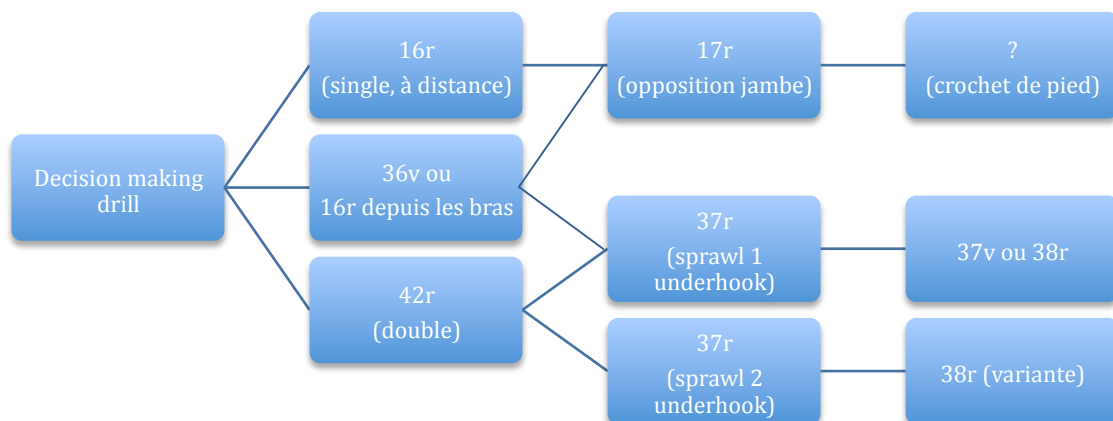 16r
(single, à distance)
17r
(opposition jambe)
?
(crochet de pied)
Decision making
drill
36v ou
16r depuis les bras
37r
(sprawl 1
underhook)
37v ou 38r
42r
(double)
37r
(sprawl 2
underhook)
38r (variante)